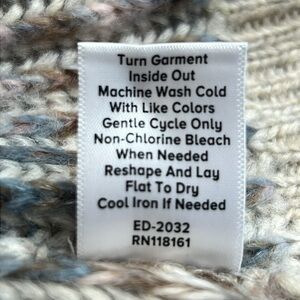 Turn Garment
Inside Out
Machine Wash Cold
With Like Colors
Gentle Cycle Only
Non-Chlorine Bleach
When Needed
Reshape And Lay
Flat To Dry
Cool Iron If Needed
ED-2032
RN118161